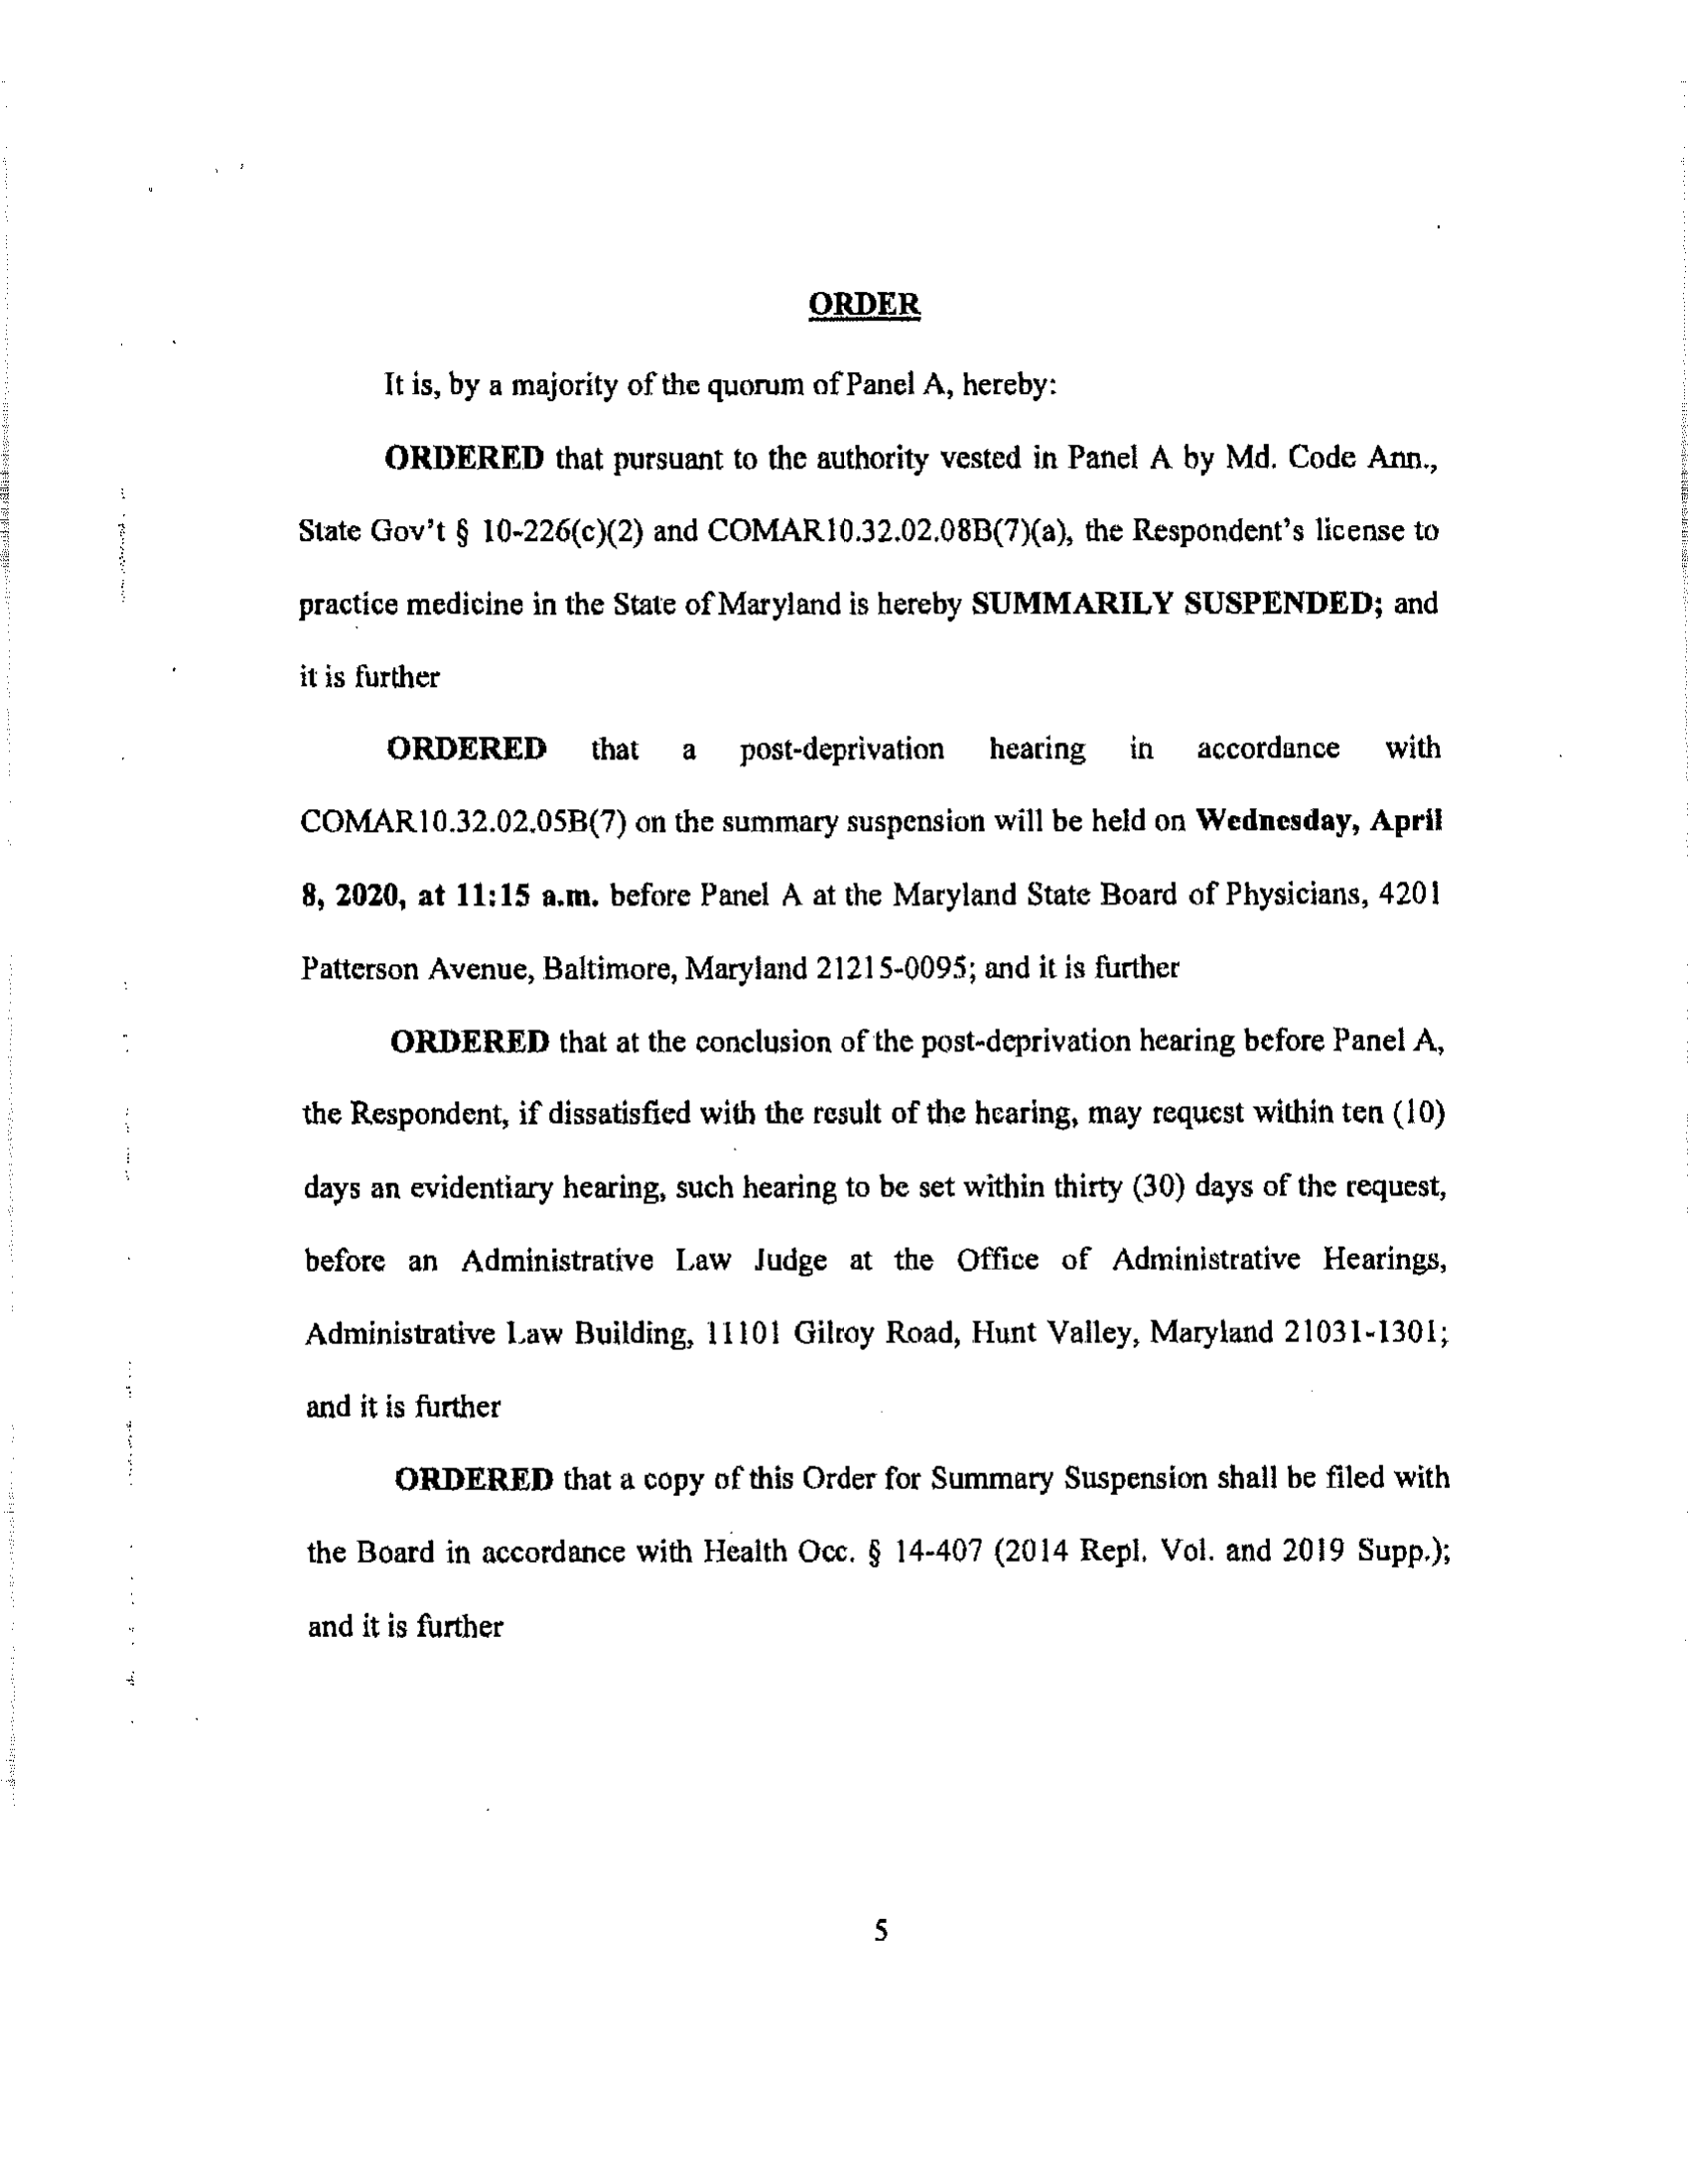 ORDER
It is, by a majority of the quorum of Panel A, hereby:
ORDERED that pursuant to the authority vested in Panel A by Md. Code Ann.,
State Gov't § 10-226(c)(2) and COMAR10.32.02.08B(7)(a), the Respondent's license to
practice medicine in the State of Maryland is hereby SUMMARILY SUSPENDED; and
it is further
ORDERED that a post-deprivation hearing in accordance with
COMAR10.32.02.05B(7) on the summary suspension will be held on Wednesday, April
8, 2020, at 11:15 a.m. before Panel A at the Maryland State Board of Physicians, 4201
Patterson Avenue, Baltimore, Maryland 21215-0095; and it is further
ORDERED that at the conclusion of the post-deprivation hearing before Panel A,
the Respondent, if dissatisfied with the result of the hearing, may request within ten (10)
days an evidentiary hearing, such hearing to be set within thirty (30) days of the request,
before an Administrative Law Judge at the Office of Administrative Hearings,
Administrative Law Building, 11101 Gilroy Road, Hunt Valley, Maryland 21031-1301;
and it is further
ORDERED that a copy of this Order for Summary Suspension shall be filed with
the Board in accordance with Health Occ. § 14-407 (2014 Repl. Vol. and 2019 Supp.);
and it is further
5